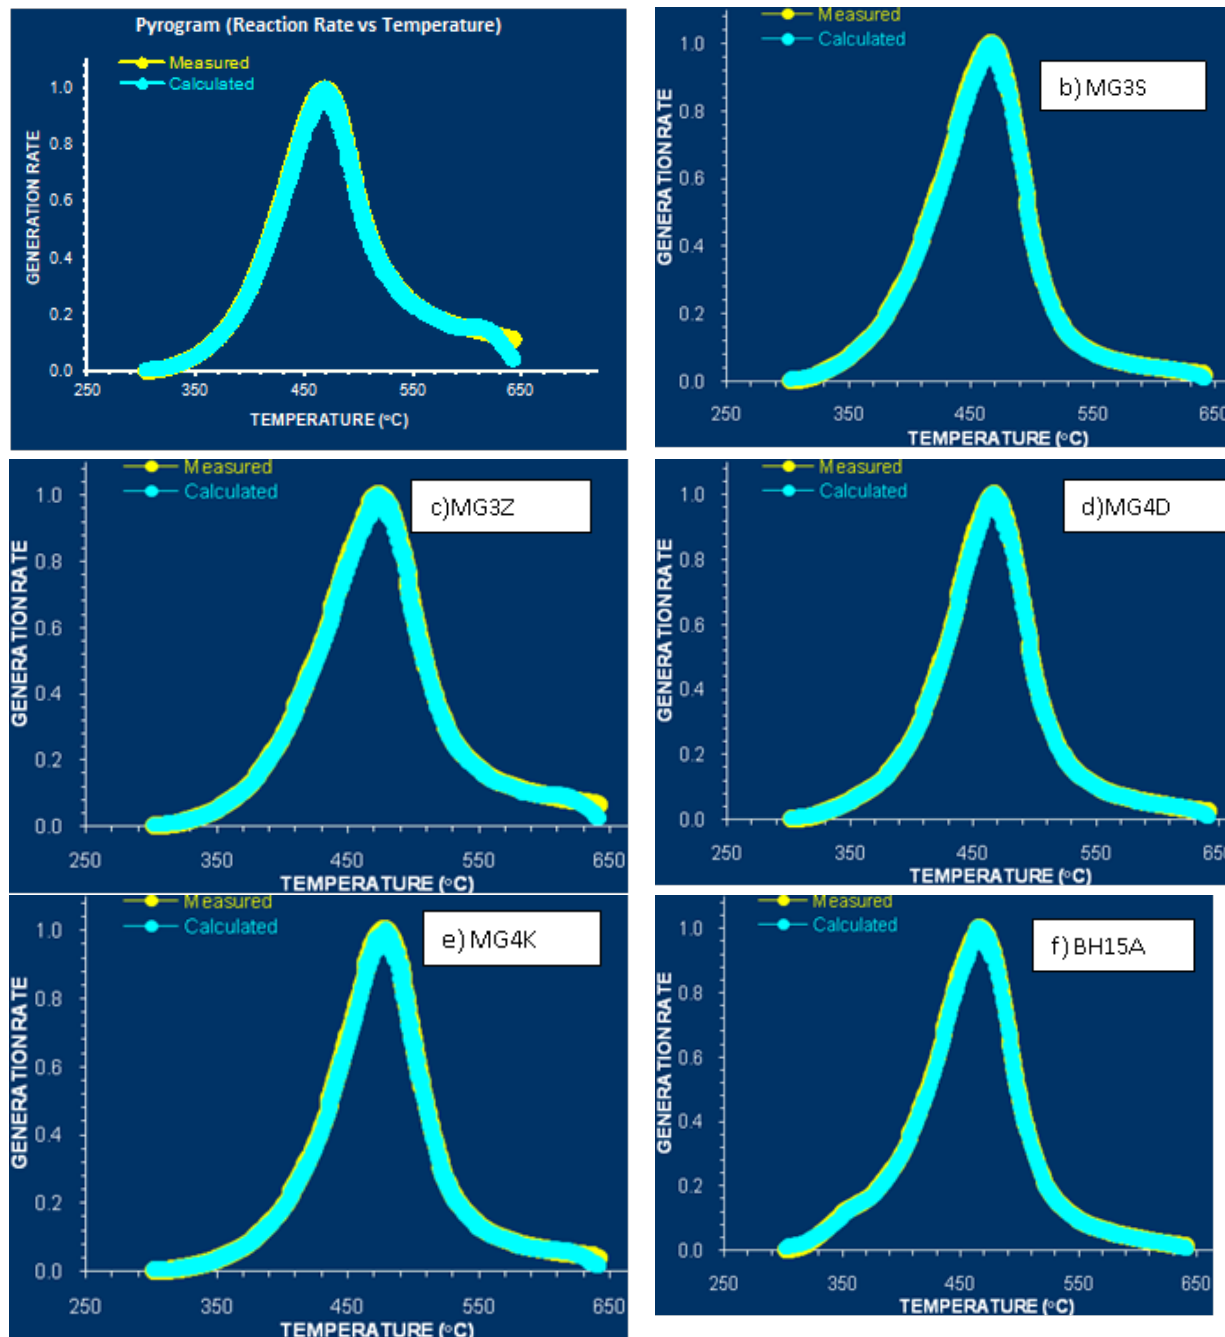 Pyrogram (Reaction Rate vs Temperature)
Measured
Calculated
GENERATION RATE
1.0
0.8
0.6
0.4
0.2
0.0
250 350 450 550 650
TEMPERATURE (°C)
Measured
Calculated
b) MG3S
GENERATION RATE
1.0
0.8
0.6
0.4
0.2
0.0
250 350 450 550 650
TEMPERATURE (°C)
Measured
Calculated
c)MG3Z
GENERATION RATE
1.0
0.8
0.6
0.4
0.2
0.0
250 350 450 550 650
TEMPERATURE (°C)
Measured
Calculated
d)MG4D
GENERATION RATE
1.0
0.8
0.6
0.4
0.2
0.0
250 350 450 550 650
TEMPERATURE (°C)
Measured
Calculated
e) MG4K
GENERATION RATE
1.0
0.8
0.6
0.4
0.2
0.0
250 350 450 550 650
TEMPERATURE (°C)
Measured
Calculated
f) BH15A
GENERATION RATE
1.0
0.8
0.6
0.4
0.2
0.0
250 350 450 550 650
TEMPERATURE (°C)